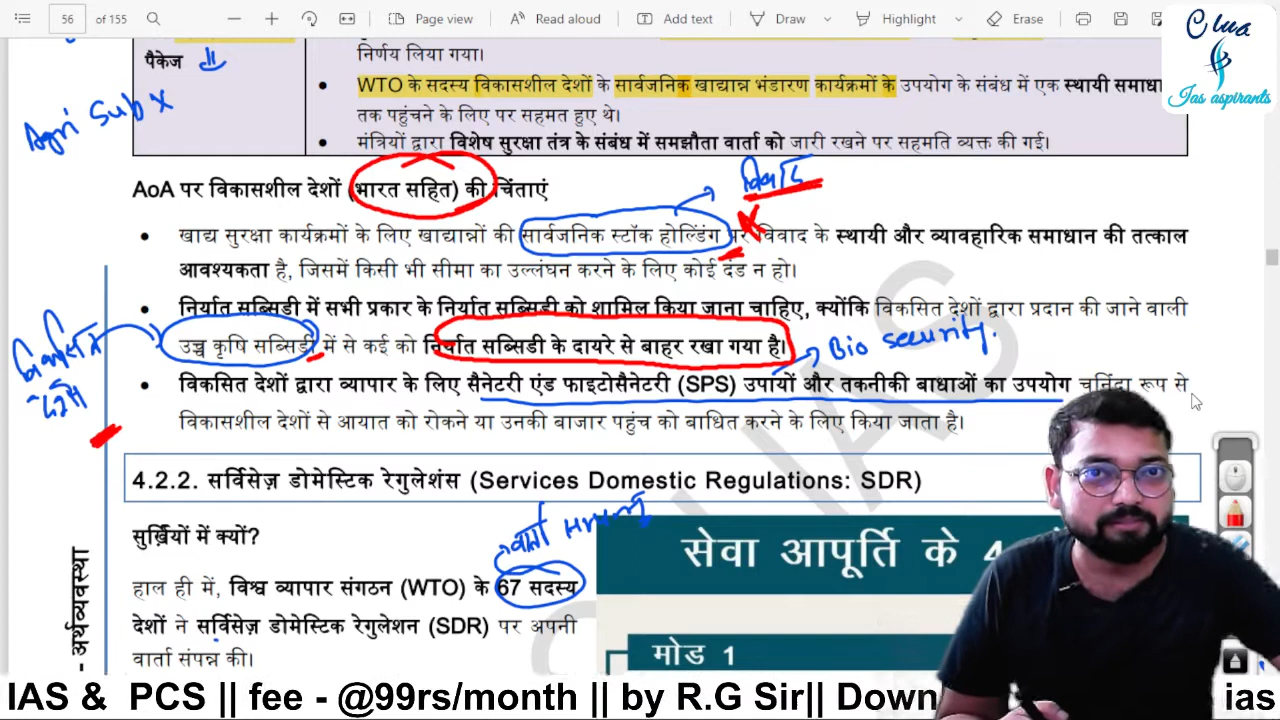 56 of 155
Page view
Read aloud
Add text
Draw
Highlight
Erase
Clua
Ias aspirants
निर्णय लिया गया।
पैकेज
• WTO के सदस्य विकासशील देशों के सार्वजनिक खाद्यान्न भंडारण कार्यक्रमों के उपयोग के संबंध में एक स्थायी समाधा
तक पहुंचने के लिए पर सहमत हुए थे।
Agri Sub x
• मंत्रियों द्वारा विशेष सुरक्षा तंत्र के संबंध में समझौता वार्ता को जारी रखने पर सहमति व्यक्त की गई।
AoA पर विकासशील देशों (भारत सहित) की चिंताएं
विवाद
• खाद्य सुरक्षा कार्यक्रमों के लिए खाद्यान्नों की सार्वजनिक स्टॉक होल्डिंग पर विवाद के स्थायी और व्यावहारिक समाधान की तत्काल
आवश्यकता है, जिसमें किसी भी सीमा का उल्लंघन करने के लिए कोई दंड न हो।
• निर्यात सब्सिडी में सभी प्रकार के निर्यात सब्सिडी को शामिल किया जाना चाहिए, क्योंकि विकसित देशों द्वारा प्रदान की जाने वाली
उच्च कृषि सब्सिडी में से कई को निर्यात सब्सिडी के दायरे से बाहर रखा गया है।
Bio security.
• विकसित देशों द्वारा व्यापार के लिए सैनेटरी एंड फाइटोसैनेटरी (SPS) उपायों और तकनीकी बाधाओं का उपयोग चुनिंदा रूप से
विकासशील देशों से आयात को रोकने या उनकी बाजार पहुंच को बाधित करने के लिए किया जाता है।
4.2.2. सर्विसेज़ डोमेस्टिक रेगुलेशंस (Services Domestic Regulations: SDR)
सुर्ख़ियों में क्यों?
वार्ता
हाल ही में, विश्व व्यापार संगठन (WTO) के 67 सदस्य
देशों ने सर्विसेज़ डोमेस्टिक रेगुलेशन (SDR) पर अपनी
वार्ता संपन्न की।
सेवा आपूर्ति के 4
मोड 1
- अर्थव्यवस्था
IAS
IAS & PCS || fee - @99rs/month || by R.G Sir|| Down
ias